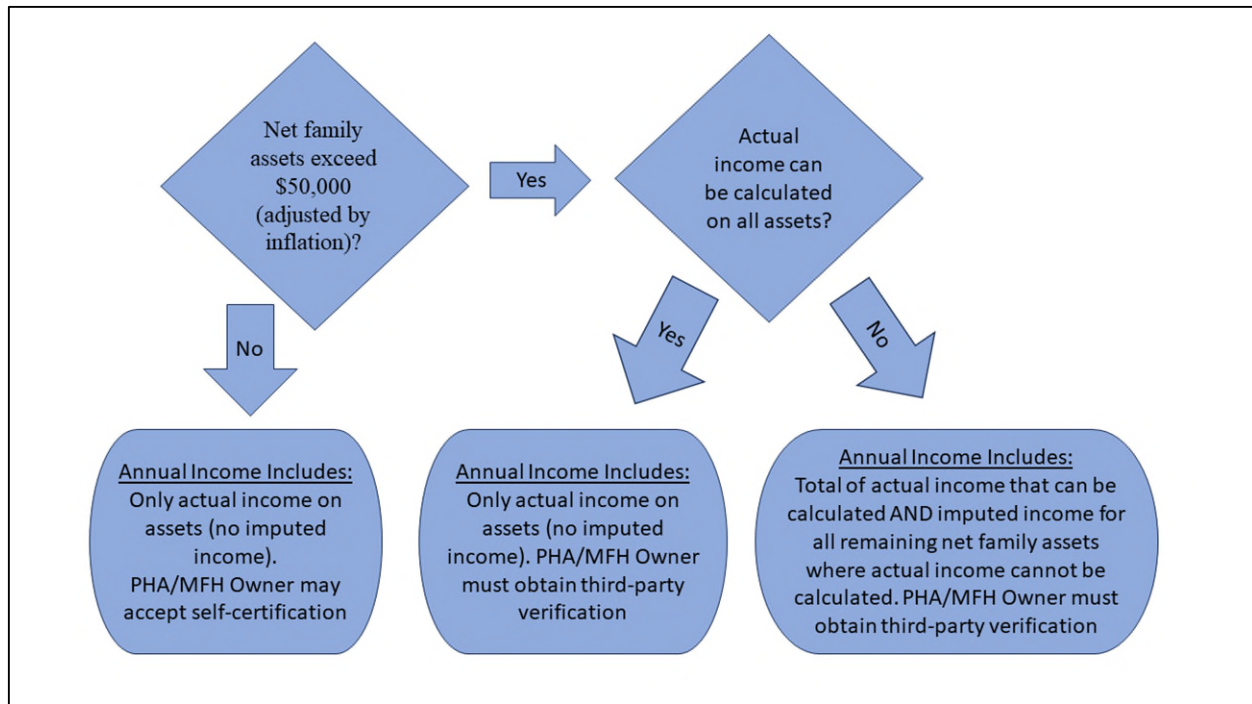 Net family
assets exceed
$50,000
(adjusted by
inflation)?
Yes
Actual
income can
be calculated
on all assets?
No
Yes
No
Annual Income Includes:
Only actual income on
assets (no imputed
income).
PHA/MFH Owner may
accept self-certification
Annual Income Includes:
Only actual income on
assets (no imputed
income). PHA/MFH Owner
must obtain third-party
verification
Annual Income Includes:
Total of actual income that can be
calculated AND imputed income for
all remaining net family assets
where actual income cannot be
calculated. PHA/MFH Owner must
obtain third-party verification